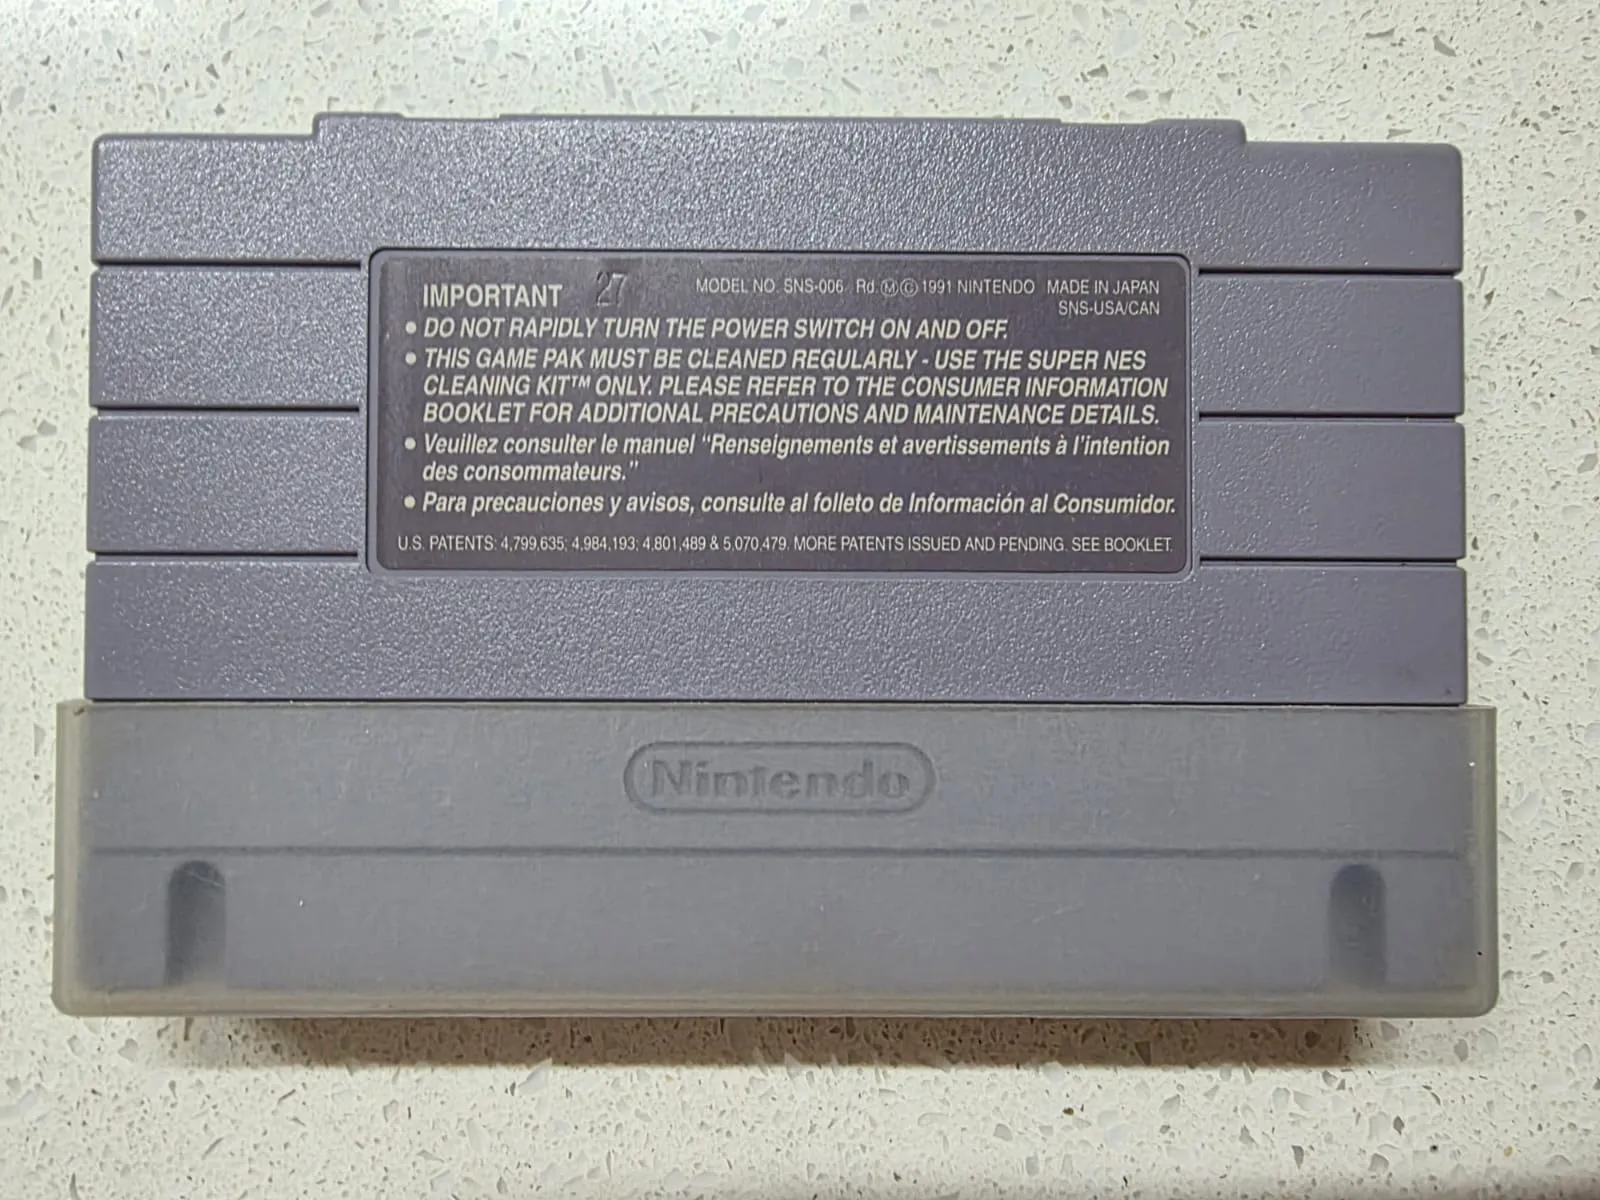 IMPORTANT 27 MODEL NO. SNS-006 Rd. Ⓜ © 1991 NINTENDO MADE IN JAPAN
SNS-USA/CAN
• DO NOT RAPIDLY TURN THE POWER SWITCH ON AND OFF.
• THIS GAME PAK MUST BE CLEANED REGULARLY - USE THE SUPER NES
CLEANING KIT™ ONLY. PLEASE REFER TO THE CONSUMER INFORMATION
BOOKLET FOR ADDITIONAL PRECAUTIONS AND MAINTENANCE DETAILS.
• Veuillez consulter le manuel "Renseignements et avertissements à l'intention
des consommateurs."
• Para precauciones y avisos, consulte al folleto de Información al Consumidor.
U.S. PATENTS: 4,799,635; 4,984,193; 4,801,489 & 5,070,479. MORE PATENTS ISSUED AND PENDING. SEE BOOKLET.
Nintendo